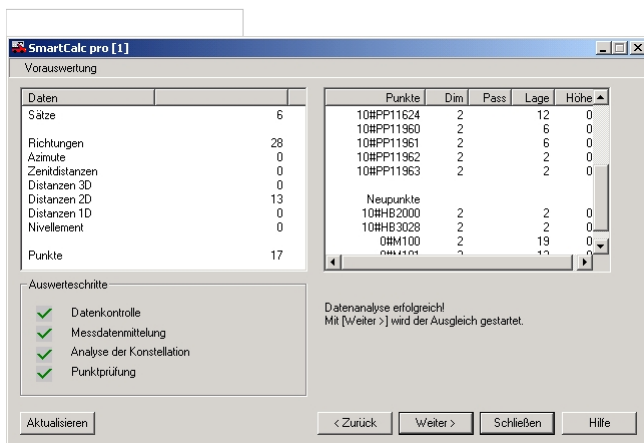 SmartCalc pro [1]
Vorauswertung
Daten
Sätze 6
Richtungen 28
Azimute 0
Zenitdistanzen 0
Distanzen 3D 0
Distanzen 2D 13
Distanzen 1D 0
Nivellement 0
Punkte 17
Punkte Dim Pass Lage Höhe
10#PP11624 2 12 0
10#PP11960 2 6 0
10#PP11961 2 6 0
10#PP11962 2 2 0
10#PP11963 2 2 0
Neupunkte
10#HB2000 2 2 0
10#HB3028 2 2 0
0#M100 2 19 0
0#M101 2 0
Auswerteschritte
Datenkontrolle
Messdatenmittelung
Analyse der Konstellation
Punktprüfung
Datenanalyse erfolgreich!
Mit [Weiter >] wird der Ausgleich gestartet.
Aktualisieren
< Zurück
Weiter >
Schließen
Hilfe